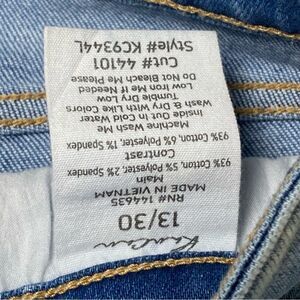 KanCan
13/30
RN# 144635
MADE IN VIETNAM
Main
93% Cotton, 5% Polyester, 2% Spandex
Contrast
93% Cotton, 6% Polyester, 1% Spandex
Machine Wash Me
Inside Out in Cold Water
Wash & Dry With Like Colors
Tumble Dry Low
Low Iron Me If Needed
Do Not Bleach Me Please
Cut# 44101
Style# KC9344L